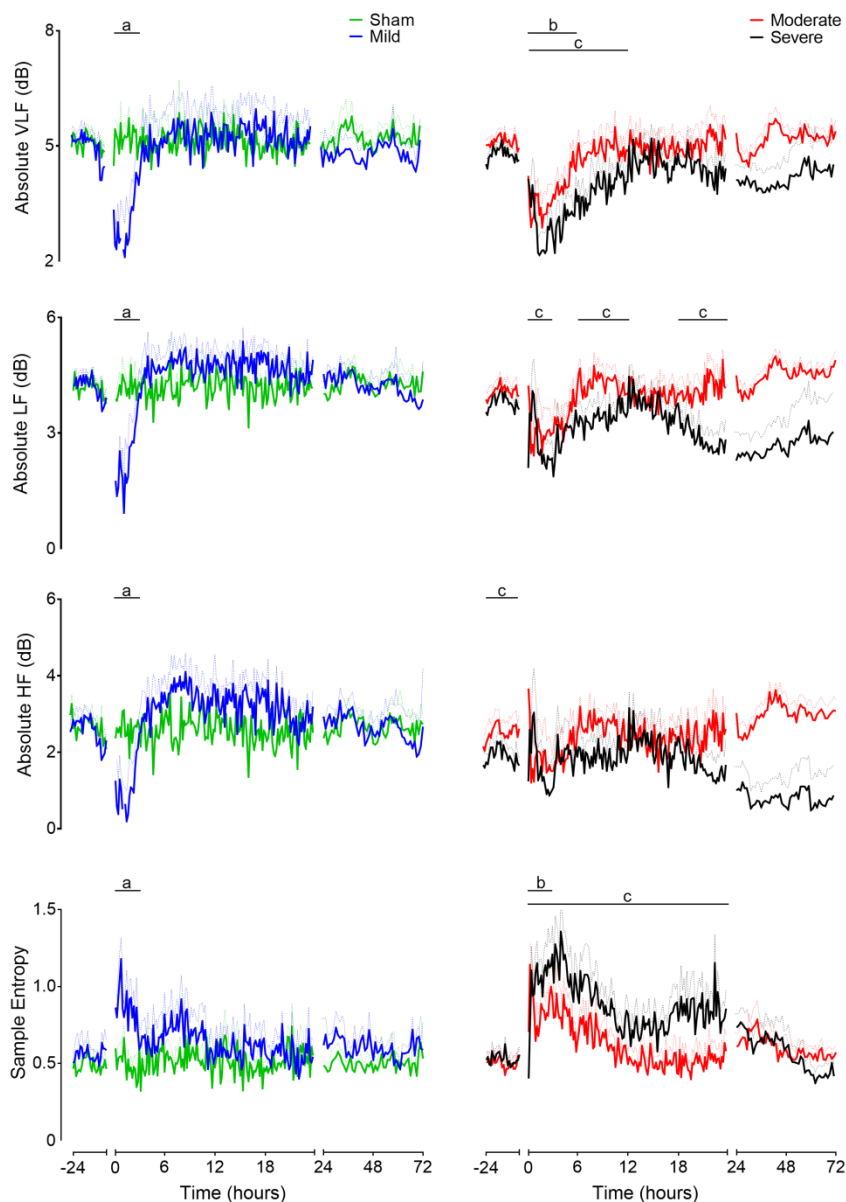 Sham
Mild
Moderate
Severe
a
b
c
8
5
2
Absolute VLF (dB)
a
c
c
c
6
3
0
Absolute LF (dB)
a
c
6
4
2
0
Absolute HF (dB)
a
b
c
1.5
1.0
0.5
0
Sample Entropy
-24 0 6 12 18 24 48 72
-24 0 6 12 18 24 48 72
Time (hours)
Time (hours)